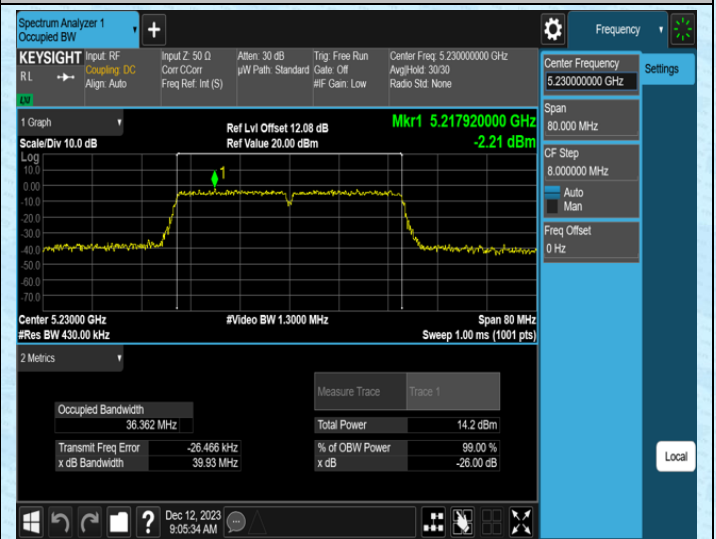 Spectrum Analyzer 1
Occupied BW
Frequency
KEYSIGHT Input: RF Input Z: 50 Ω Atten: 30 dB Trig: Free Run Center Freq: 5.230000000 GHz
RL Coupling: DC Corr CCorr µW Path: Standard Gate: Off Avg|Hold: 30/30
Align: Auto Freq Ref: Int (S) #IF Gain: Low Radio Std: None
LXI
Center Frequency
5.230000000 GHz
Settings
Span
80.000 MHz
CF Step
8.000000 MHz
Auto
Man
Freq Offset
0 Hz
1 Graph
Ref Lvl Offset 12.08 dB
Mkr1 5.217920000 GHz
Scale/Div 10.0 dB
Ref Value 20.00 dBm
-2.21 dBm
Log
10.0
1
0.00
-10.0
-20.0
-30.0
-40.0
-50.0
-60.0
-70.0
Center 5.23000 GHz
#Video BW 1.3000 MHz
Span 80 MHz
#Res BW 430.00 kHz
Sweep 1.00 ms (1001 pts)
2 Metrics
Measure Trace
Trace 1
Occupied Bandwidth
36.362 MHz
Total Power
14.2 dBm
Transmit Freq Error
-26.466 kHz
% of OBW Power
99.00 %
x dB Bandwidth
39.93 MHz
x dB
-26.00 dB
Local
?
Dec 12, 2023
9:05:34 AM